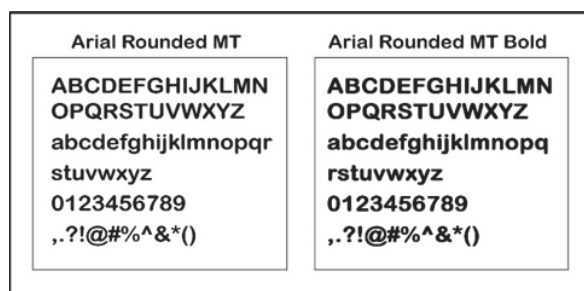 Arial Rounded MT
ABCDEFGHIJKLMN
OPQRSTUVWXYZ
abcdefghijklmnopqr
stuvwxyz
0123456789
,.?!@#%^&*()
Arial Rounded MT Bold
ABCDEFGHIJKLMN
OPQRSTUVWXYZ
abcdefghijklmnopq
rstuvwxyz
0123456789
,.?!@#%^&*()